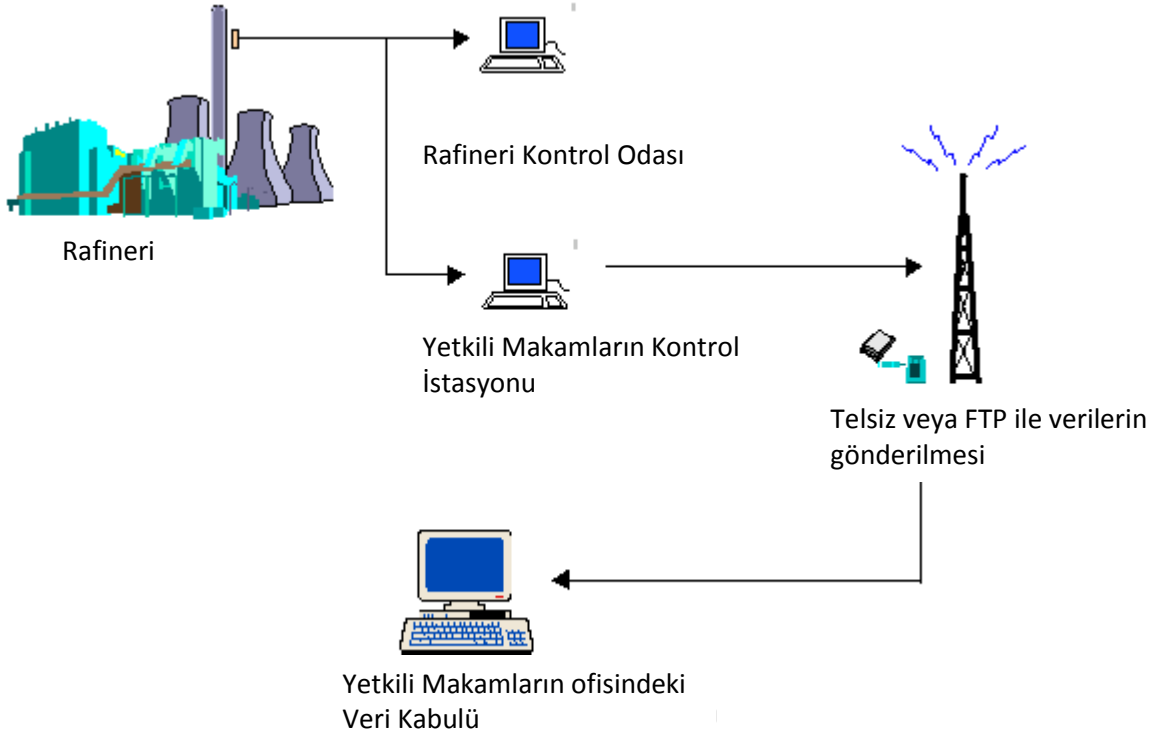 Rafineri Kontrol Odası
Rafineri
Yetkili Makamların Kontrol
İstasyonu
Telsiz veya FTP ile verilerin
gönderilmesi
Yetkili Makamların ofisindeki
Veri Kabulü